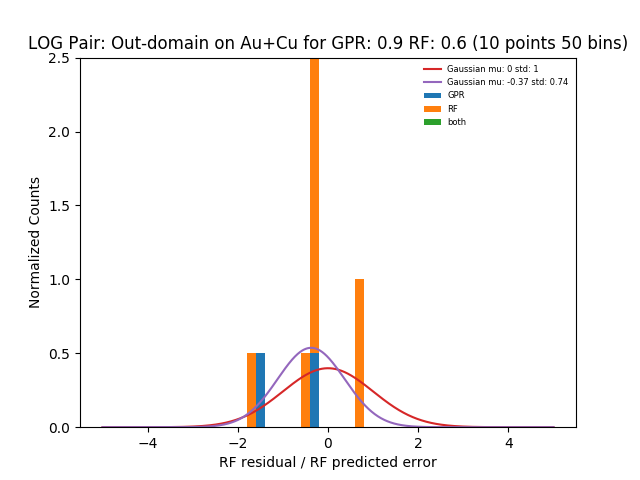 LOG Pair: Out-domain on Au+Cu for GPR: 0.9 RF: 0.6 (10 points 50 bins)
Gaussian mu: 0 std: 1
Gaussian mu: -0.37 std: 0.74
GPR
RF
both
2.5
2.0
1.5
1.0
0.5
0.0
Normalized Counts
−4
−2
0
2
4
RF residual / RF predicted error